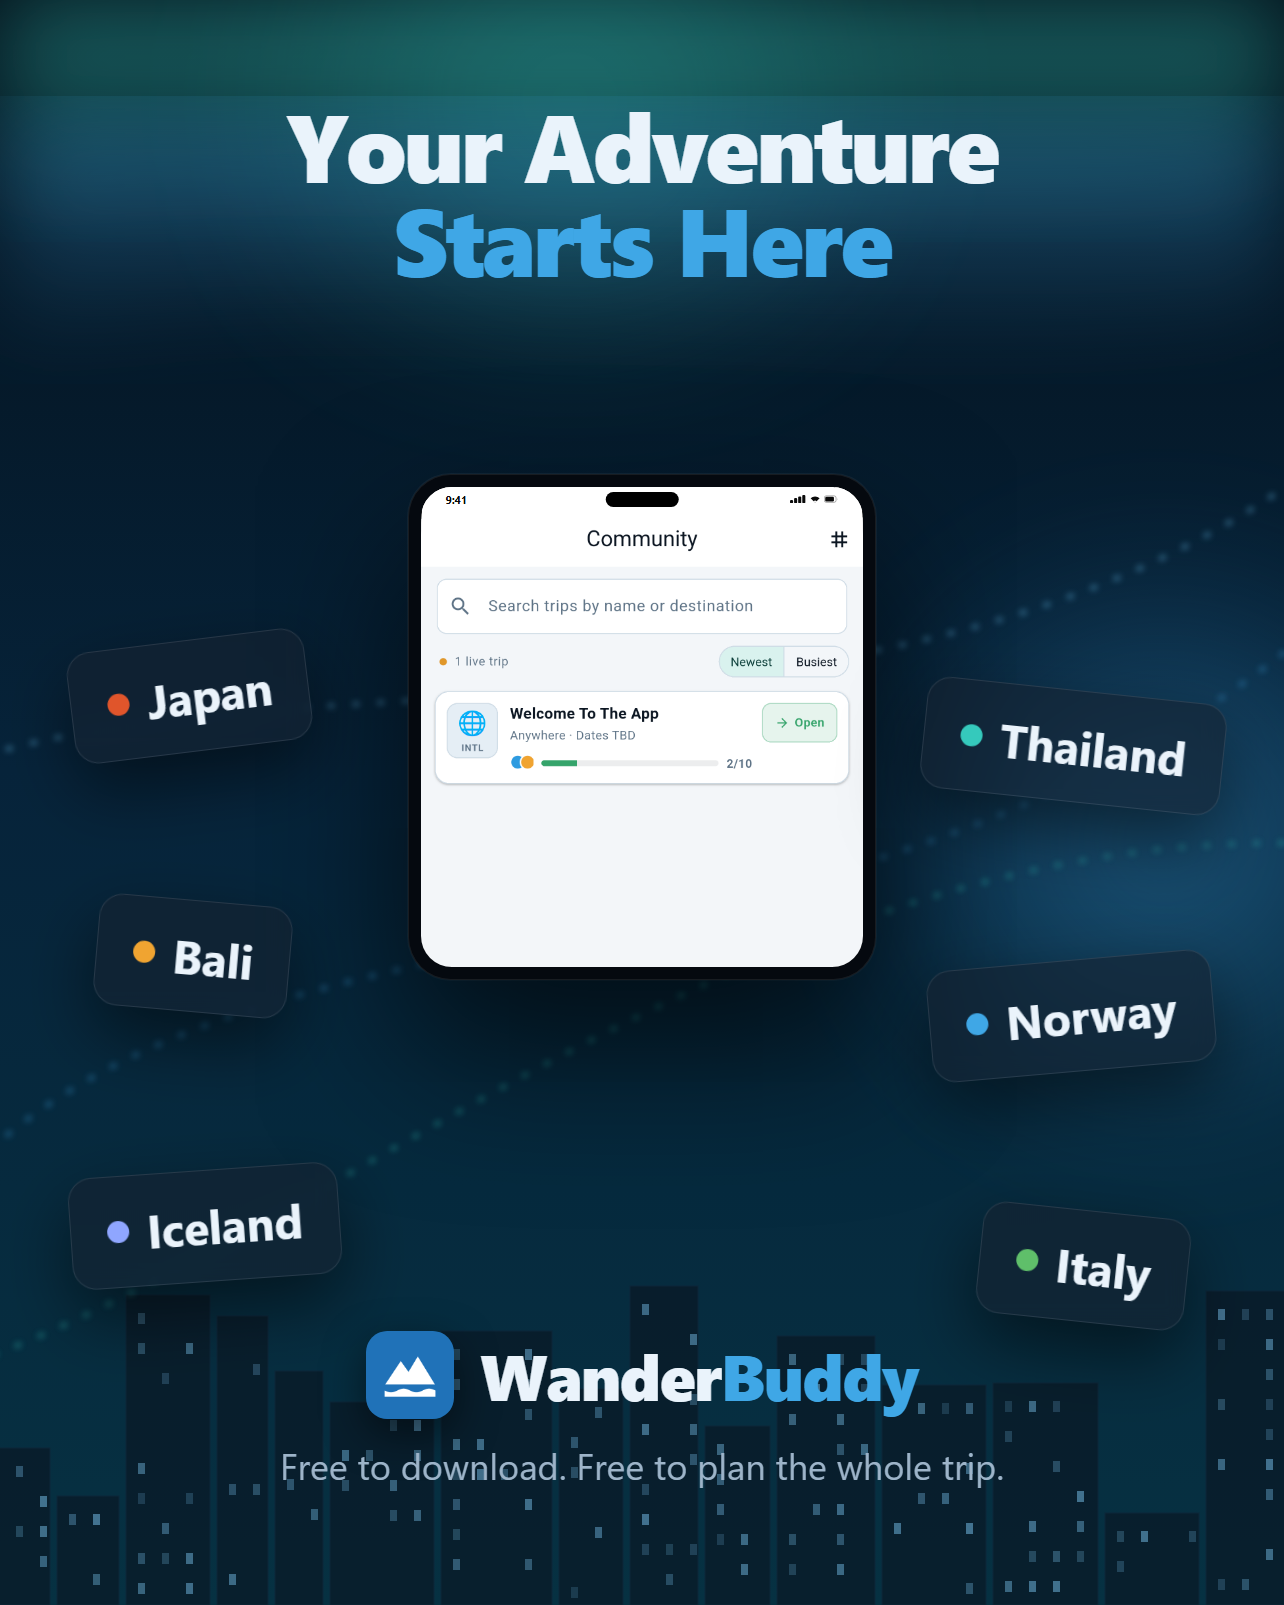 Your Adventure
Starts Here
9:41
Community
Search trips by name or destination
1 live trip
Newest
Busiest
Welcome To The App
Anywhere · Dates TBD
INTL
2/10
Open
Japan
Thailand
Bali
Norway
Iceland
Italy
WanderBuddy
Free to download. Free to plan the whole trip.